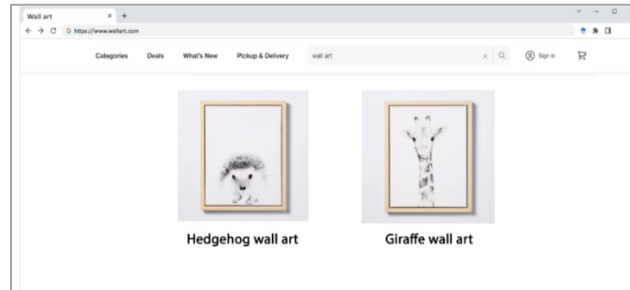 Wall art
https://www.wallart.com
Categories Deals What's New Pickup & Delivery wall art Sign in
Hedgehog wall art Giraffe wall art